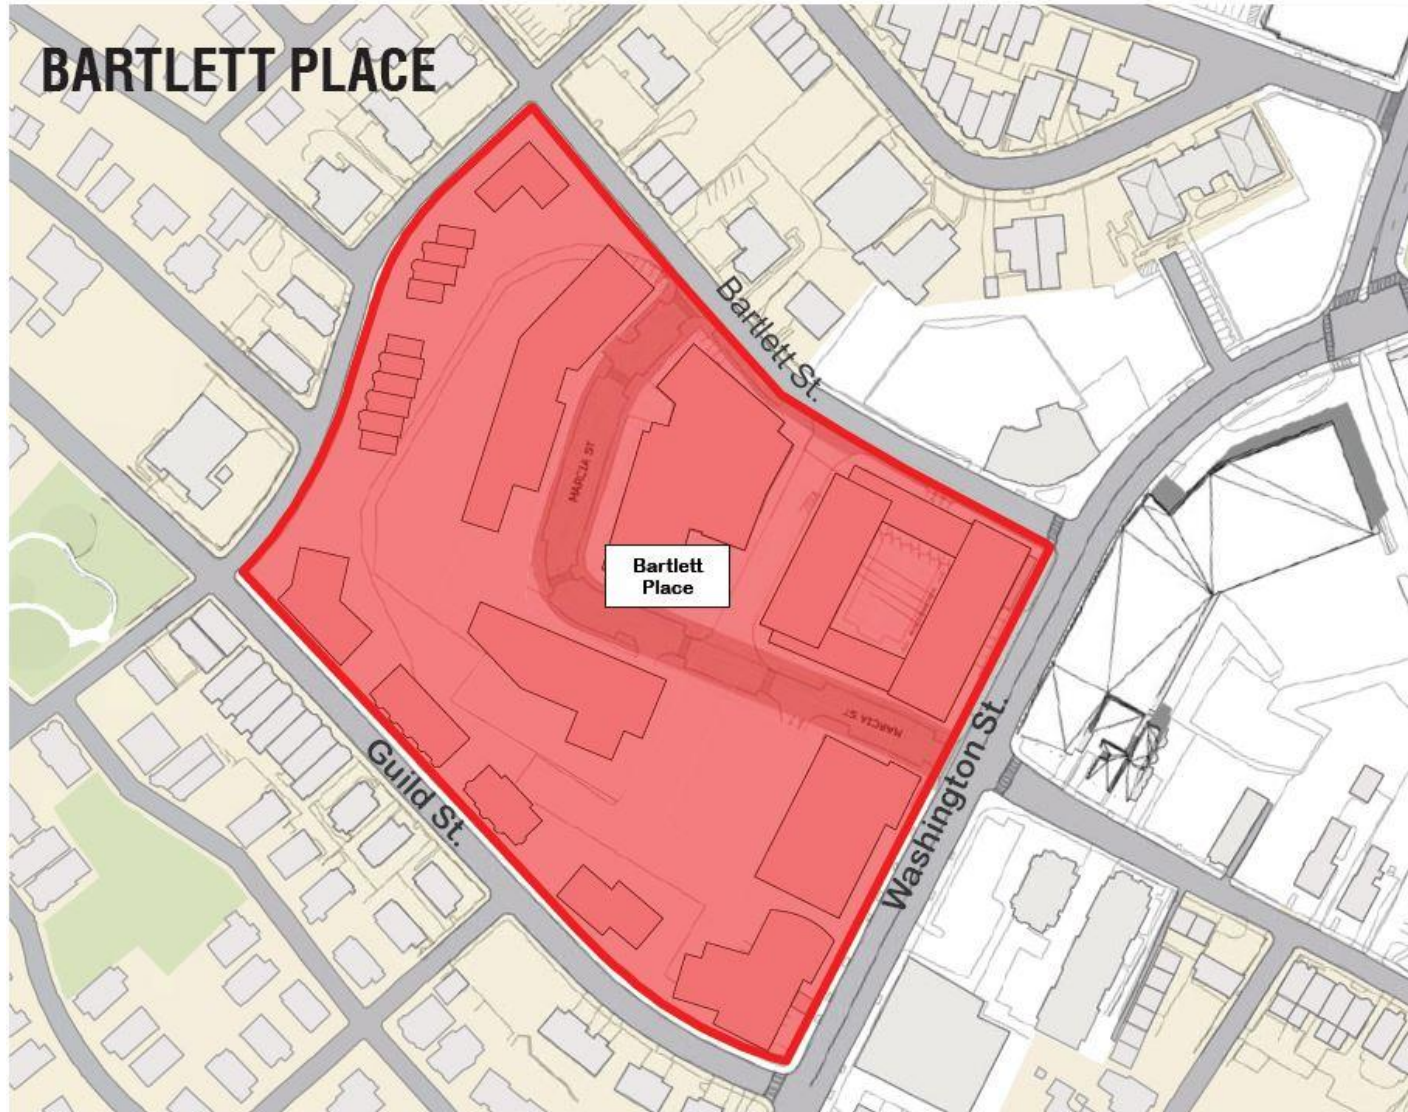 BARTLETT PLACE
Bartlett St.
MARCIA ST
Bartlett
Place
MARCIA ST
Guild St.
Washington St.